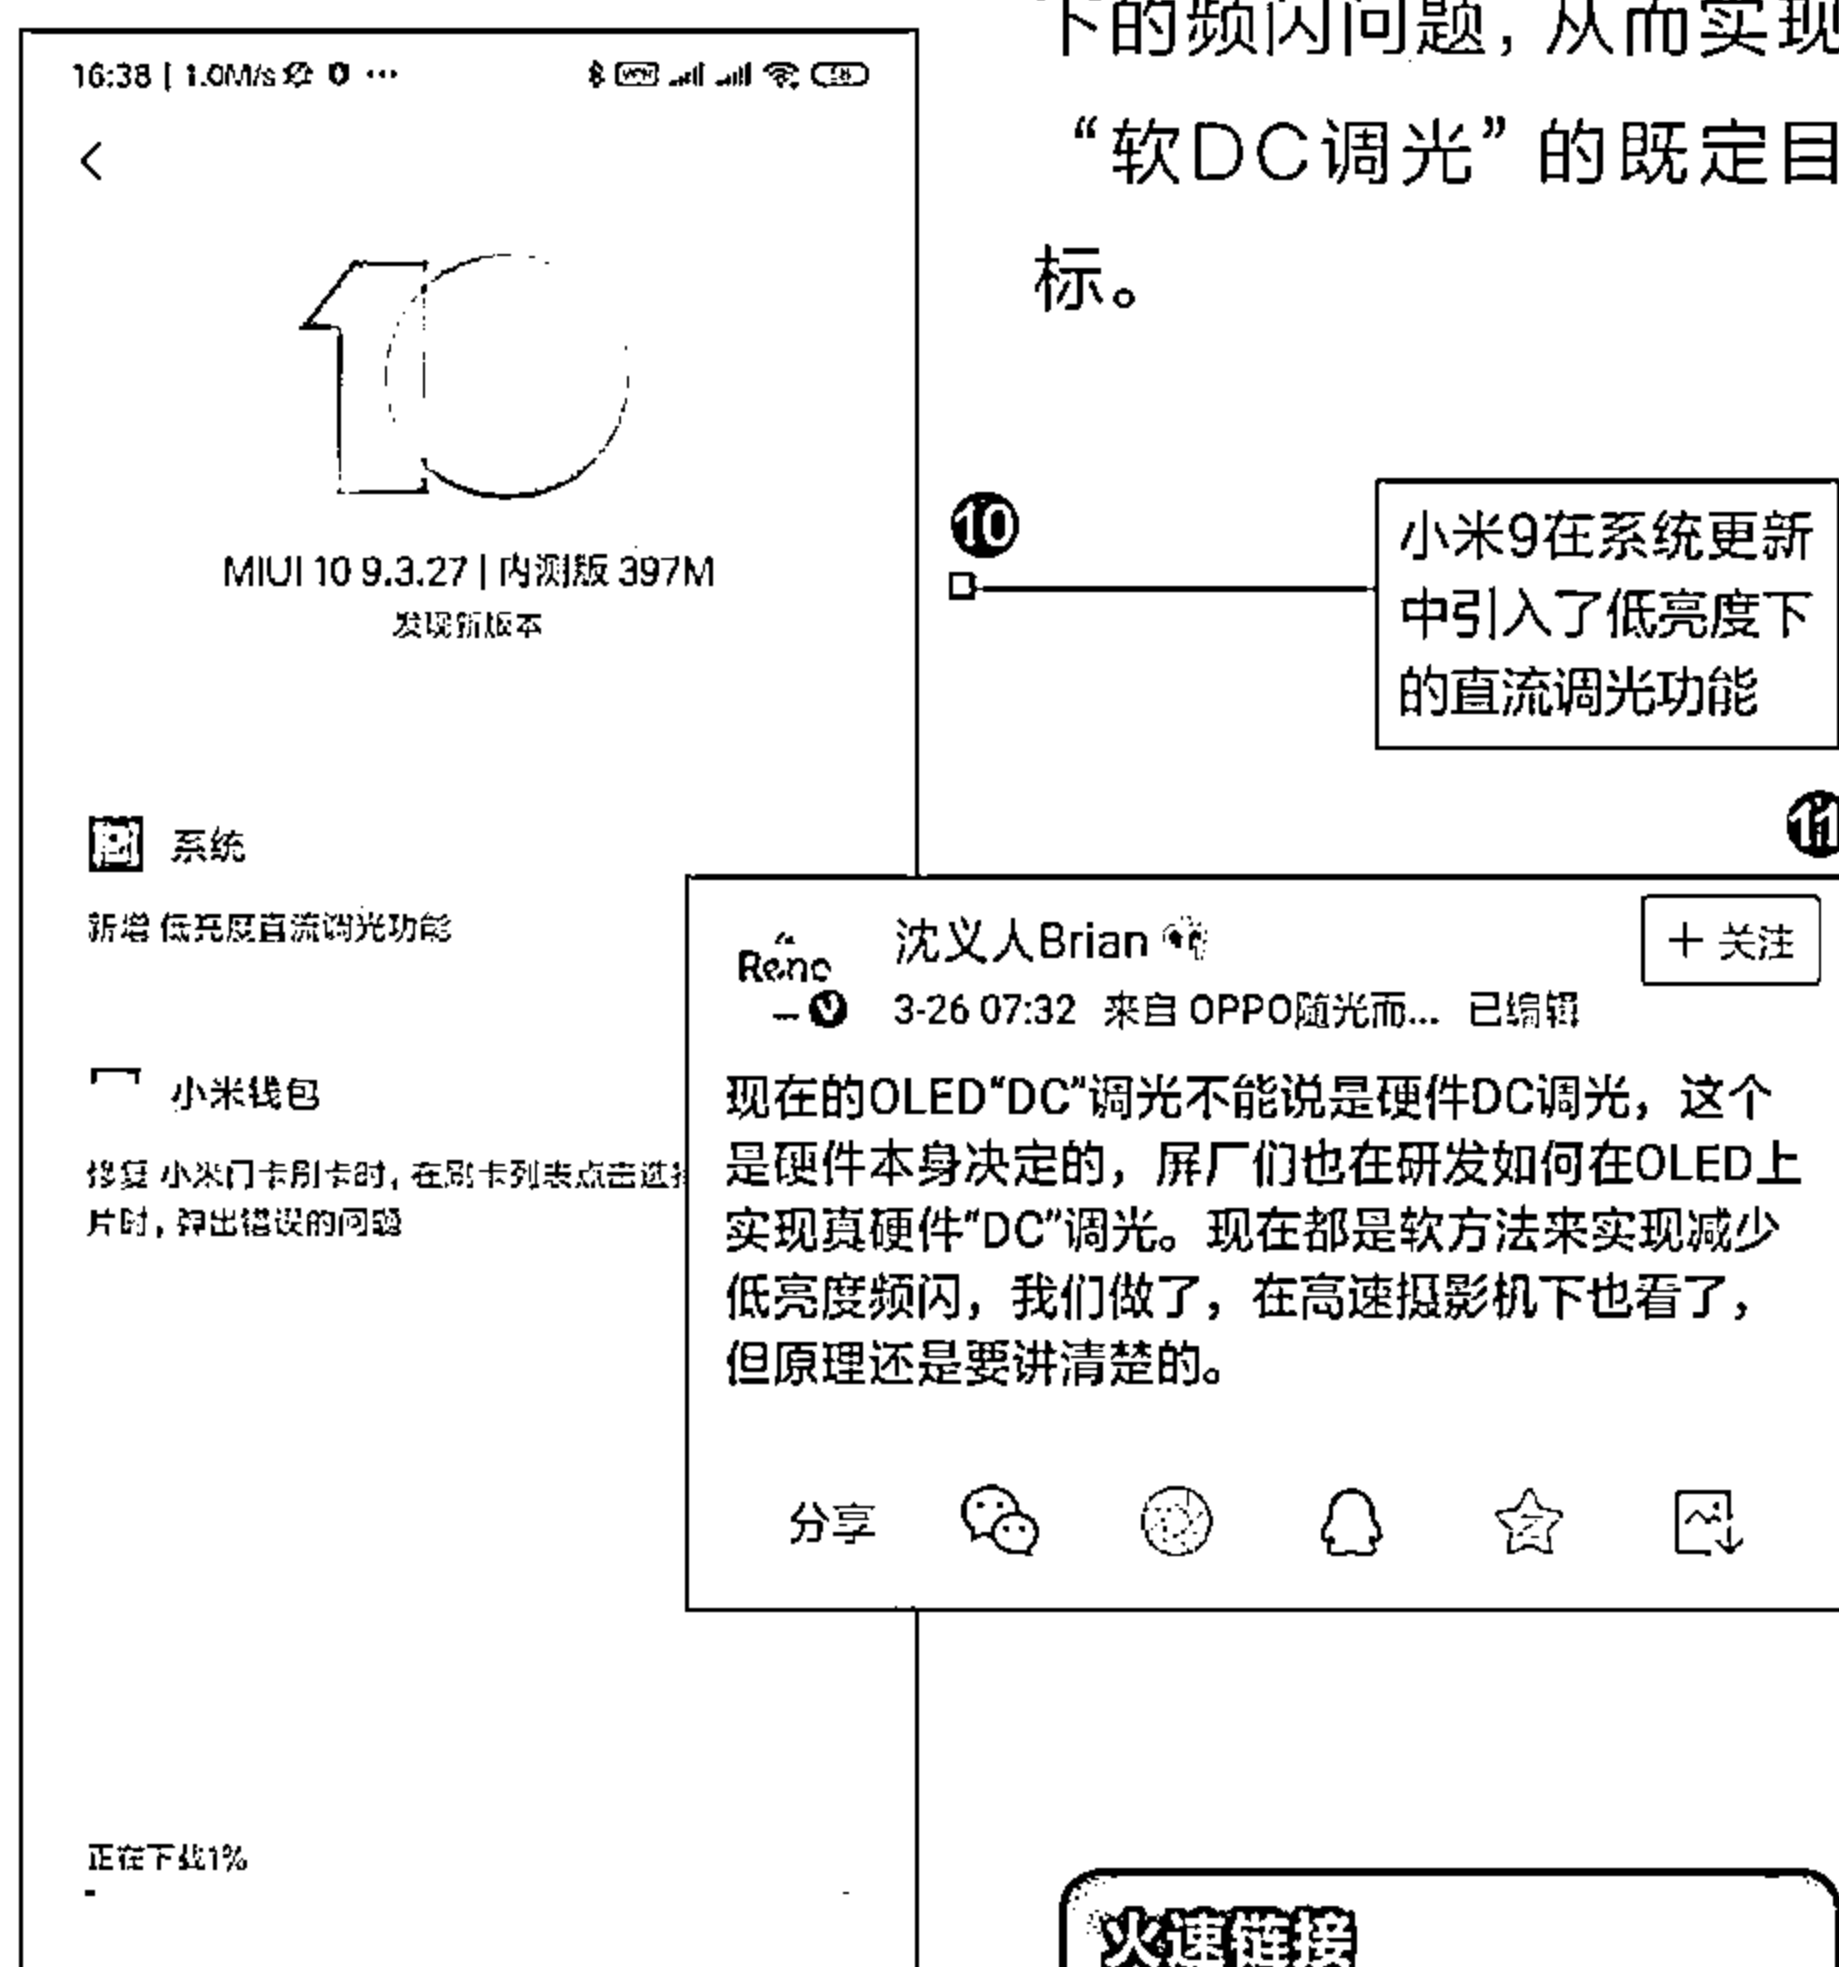 下的频闪问题，从而实现
“软DC调光”的既定目
标。
16:38 | 1.0M/s
MIUI 10 9.3.27 | 内测版 397M
发现新版本
系统
新增 低亮度直流调光功能
小米钱包
修复 小米门卡刷卡时，在刷卡列表点击选择
片时，弹出错误的问题
正在下载1%
10
小米9在系统更新
中引入了低亮度下
的直流调光功能
11
Reno
沈义人Brian
+ 关注
3-26 07:32 来自 OPPO随光而... 已编辑
现在的OLED“DC”调光不能说是硬件DC调光，这个
是硬件本身决定的，屏厂们也在研发如何在OLED上
实现真硬件“DC”调光。现在都是软方法来实现减少
低亮度频闪，我们做了，在高速摄影机下也看了，
但原理还是要讲清楚的。
分享
火速链接